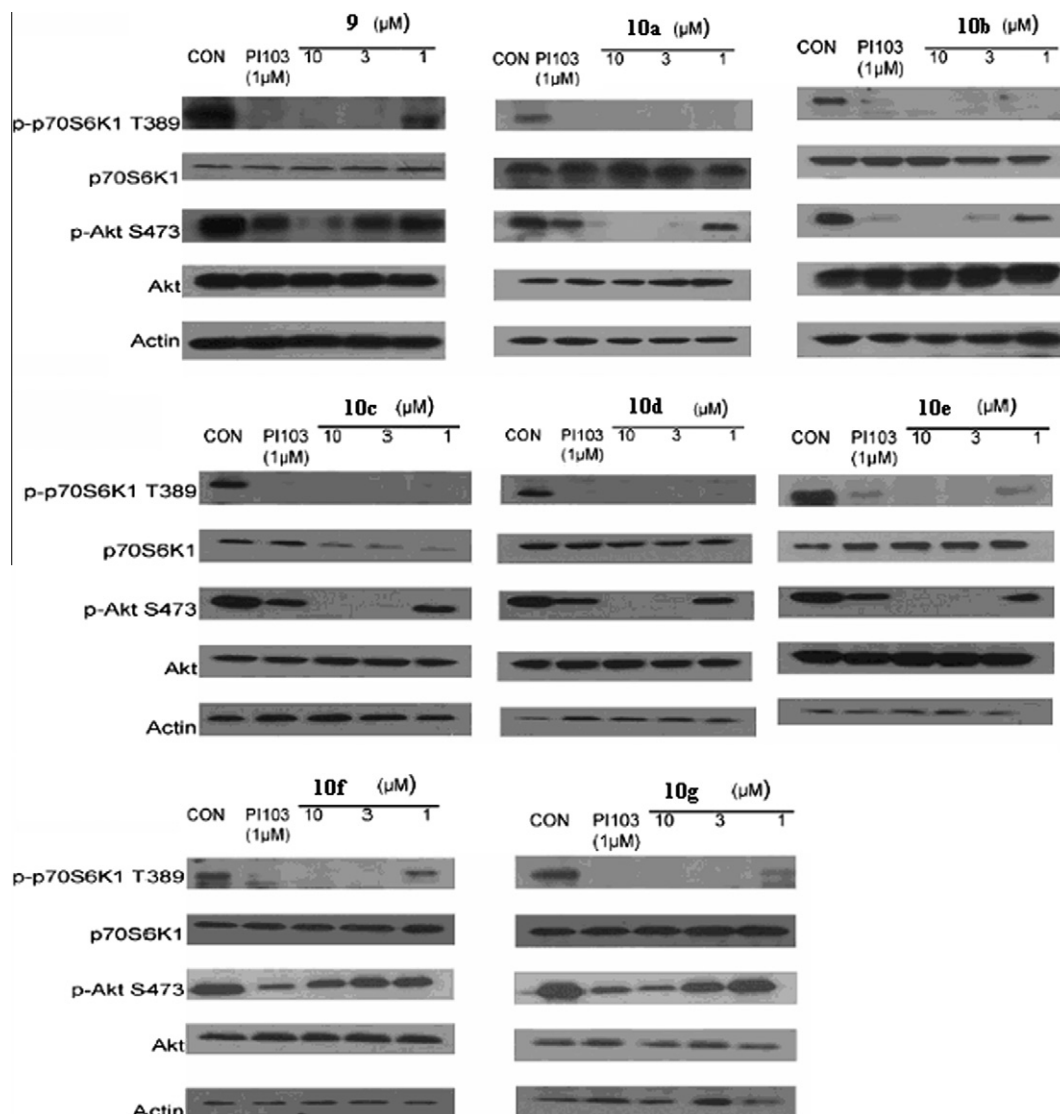 9 (μM)
CON PI103 10 3 1
(1μM)
10a (μM)
CON PI103 10 3 1
(1μM)
10b (μM)
CON PI103 10 3 1
(1μM)
p-p70S6K1 T389
p70S6K1
p-Akt S473
Akt
Actin
10c (μM)
CON PI103 10 3 1
(1μM)
10d (μM)
CON PI103 10 3 1
(1μM)
10e (μM)
CON PI103 10 3 1
(1μM)
p-p70S6K1 T389
p70S6K1
p-Akt S473
Akt
Actin
10f (μM)
CON PI103 10 3 1
(1μM)
10g (μM)
CON PI103 10 3 1
(1μM)
p-p70S6K1 T389
p70S6K1
p-Akt S473
Akt
Actin